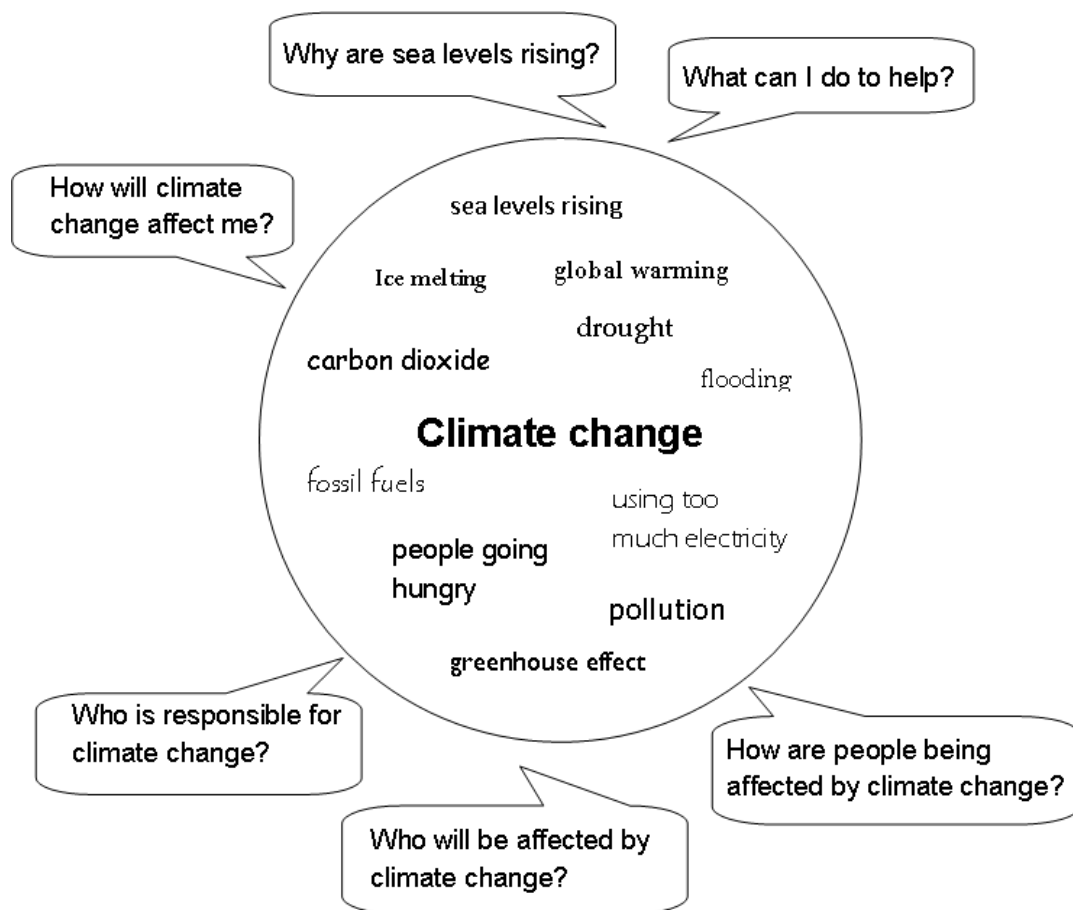 Why are sea levels rising?
What can I do to help?
How will climate
change affect me?
sea levels rising
Ice melting
global warming
drought
carbon dioxide
flooding
Climate change
fossil fuels
using too
much electricity
people going
hungry
pollution
greenhouse effect
Who is responsible for
climate change?
How are people being
affected by climate change?
Who will be affected by
climate change?